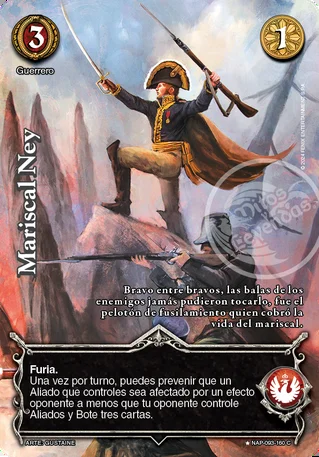 3
1
Guerrero
Mariscal Ney
Bravo entre bravos, las balas de los
enemigos jamás pudieron tocarlo, fue el
pelotón de fusilamiento quien cobró la
vida del mariscal.
Furia.
Una vez por turno, puedes prevenir que un
Aliado que controles sea afectado por un efecto
oponente a menos que tu oponente controle
Aliados y Bote tres cartas.
ARTE: GUSTAINE
★ NAP-093-160 C